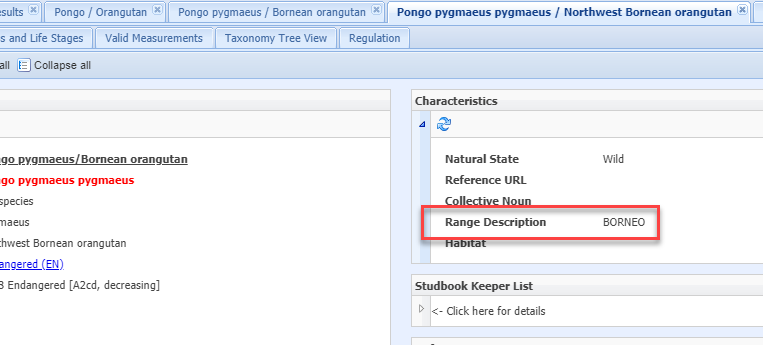 esults Pongo / Orangutan Pongo pygmaeus / Bornean orangutan Pongo pygmaeus pygmaeus / Northwest Bornean orangutan
s and Life Stages Valid Measurements Taxonomy Tree View Regulation
all Collapse all
Characteristics
ngo pygmaeus/Bornean orangutan
ngo pygmaeus pygmaeus
species
maeus
thwest Bornean orangutan
angered (EN)
3 Endangered [A2cd, decreasing]
Natural State Wild
Reference URL
Collective Noun
Range Description BORNEO
Habitat
Studbook Keeper List
<- Click here for details